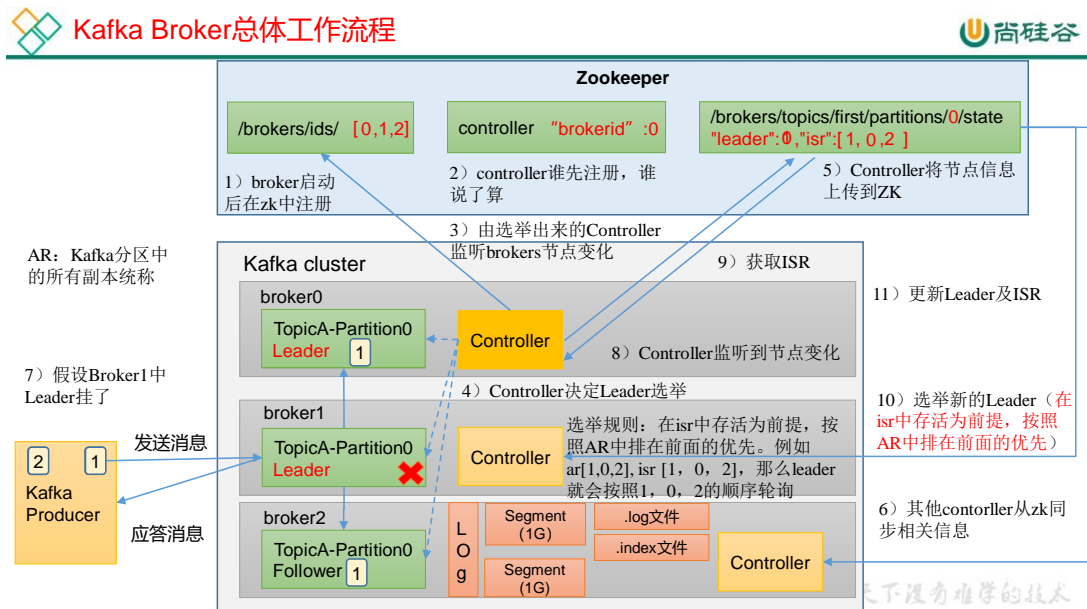 Kafka Broker总体工作流程
尚硅谷
Zookeeper
/brokers/ids/ [0,1,2]
controller “brokerid” :0
/brokers/topics/first/partitions/0/state
"leader": ,"isr":[ 1, 0 ,2 ]
1）broker启动
后在zk中注册
2）controller谁先注册，谁
说了算
5）Controller将节点信息
上传到ZK
3）由选举出来的Controller
监听brokers节点变化
AR：Kafka分区中
的所有副本统称
Kafka cluster
9）获取ISR
11）更新Leader及ISR
broker0
TopicA-Partition0
Leader 1
Controller
8）Controller监听到节点变化
7）假设Broker1中
Leader挂了
4）Controller决定Leader选举
10）选举新的Leader（在
isr中存活为前提，按照
AR中排在前面的优先）
broker1
TopicA-Partition0
Leader
Controller
选举规则：在isr中存活为前提，按
照AR中排在前面的优先。例如
ar[1,0,2], isr [1，0，2]，那么leader
就会按照1，0，2的顺序轮询
发送消息
2 1
Kafka
Producer
应答消息
broker2
TopicA-Partition0
Follower 1
L
O
g
Segment
(1G)
Segment
(1G)
.log文件
.index文件
Controller
6）其他contorller从zk同
步相关信息
天下没有难学的技术